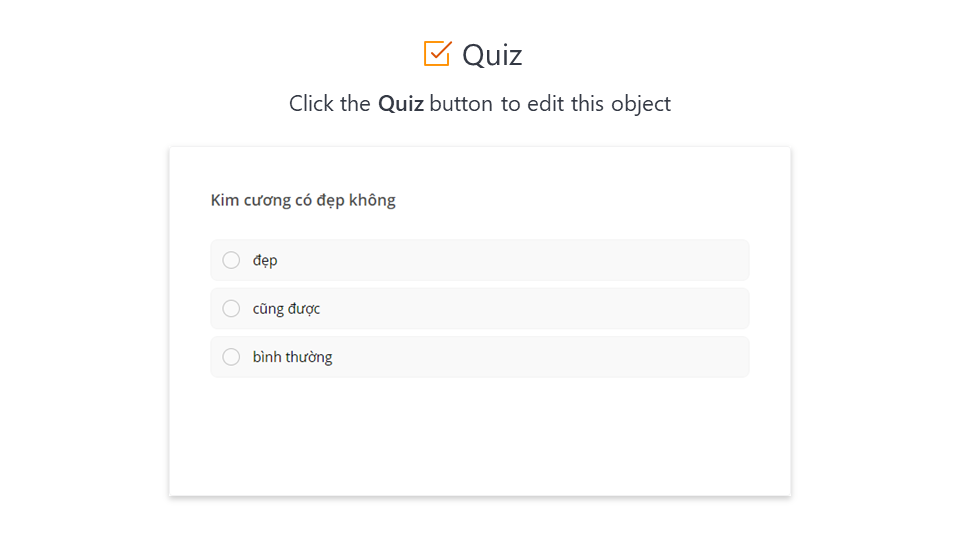 Quiz
Click the Quiz button to edit this object
Kim cương có đẹp không
đẹp
cũng được
bình thường